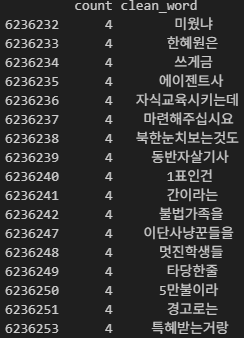 count clean_word
6236232 4 미웠냐
6236233 4 한혜원은
6236234 4 쓰게금
6236235 4 에이젠트사
6236236 4 자식교육시키는데
6236237 4 마련해주십시요
6236238 4 북한눈치보는것도
6236239 4 동반자살기사
6236240 4 1표인건
6236241 4 간이라는
6236242 4 불법가족을
6236247 4 이단사냥꾼들을
6236248 4 멋진학생들
6236249 4 타당한줄
6236250 4 5만불이라
6236251 4 경고로는
6236253 4 특혜받는거랑